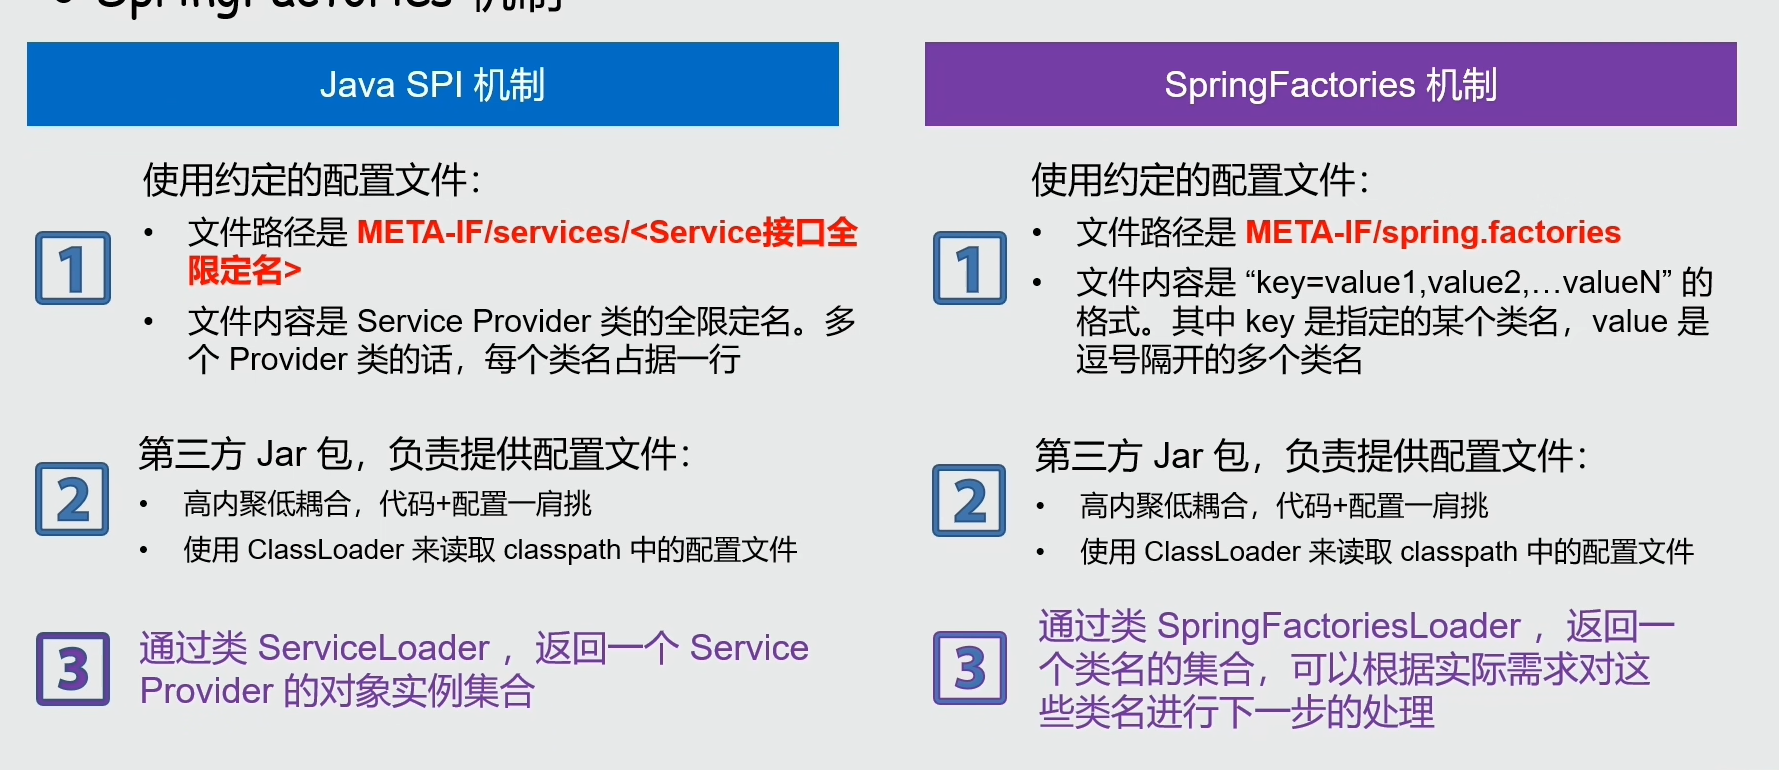 • SpringFactories 机制
Java SPI 机制
使用约定的配置文件：
1
• 文件路径是 META-IF/services/<Service接口全
限定名>
• 文件内容是 Service Provider 类的全限定名。多
个 Provider 类的话，每个类名占据一行
第三方 Jar 包，负责提供配置文件：
2
• 高内聚低耦合，代码+配置一肩挑
• 使用 ClassLoader 来读取 classpath 中的配置文件
3
通过类 ServiceLoader ，返回一个 Service
Provider 的对象实例集合
SpringFactories 机制
使用约定的配置文件：
1
• 文件路径是 META-IF/spring.factories
• 文件内容是 “key=value1,value2,…valueN” 的
格式。其中 key 是指定的某个类名，value 是
逗号隔开的多个类名
第三方 Jar 包，负责提供配置文件：
2
• 高内聚低耦合，代码+配置一肩挑
• 使用 ClassLoader 来读取 classpath 中的配置文件
3
通过类 SpringFactoriesLoader ，返回一
个类名的集合，可以根据实际需求对这
些类名进行下一步的处理